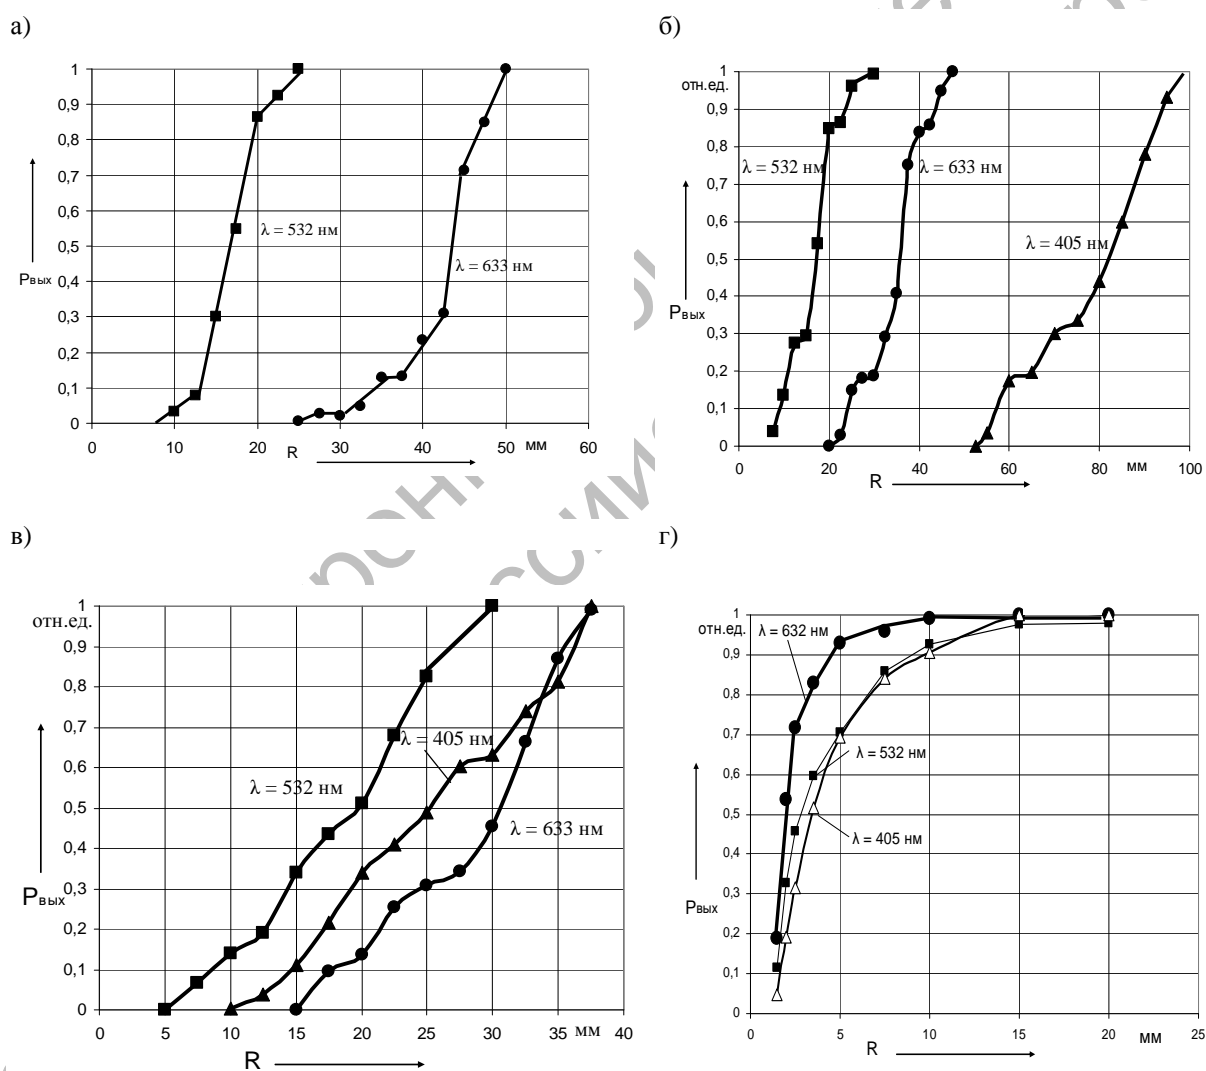 а)
1
0,9
0,8
0,7
0,6
0,5
0,4
0,3
0,2
0,1
0
Рвых
λ = 532 нм
λ = 633 нм
0 10 20 30 40 50 мм 60
R
б)
1
отн.ед.
0,9
0,8
0,7
0,6
0,5
0,4
0,3
0,2
0,1
0
Рвых
λ = 532 нм
λ = 633 нм
λ = 405 нм
0 20 40 60 80 мм 100
R
в)
1
отн.ед.
0,9
0,8
0,7
0,6
0,5
0,4
0,3
0,2
0,1
0
Рвых
λ = 405 нм
λ = 532 нм
λ = 633 нм
0 5 10 15 20 25 30 35 мм 40
R
г)
1
отн.ед.
0,9
0,8
0,7
0,6
0,5
0,4
0,3
0,2
0,1
0
Рвых
λ = 632 нм
λ = 532 нм
λ = 405 нм
0 5 10 15 20 мм 25
R